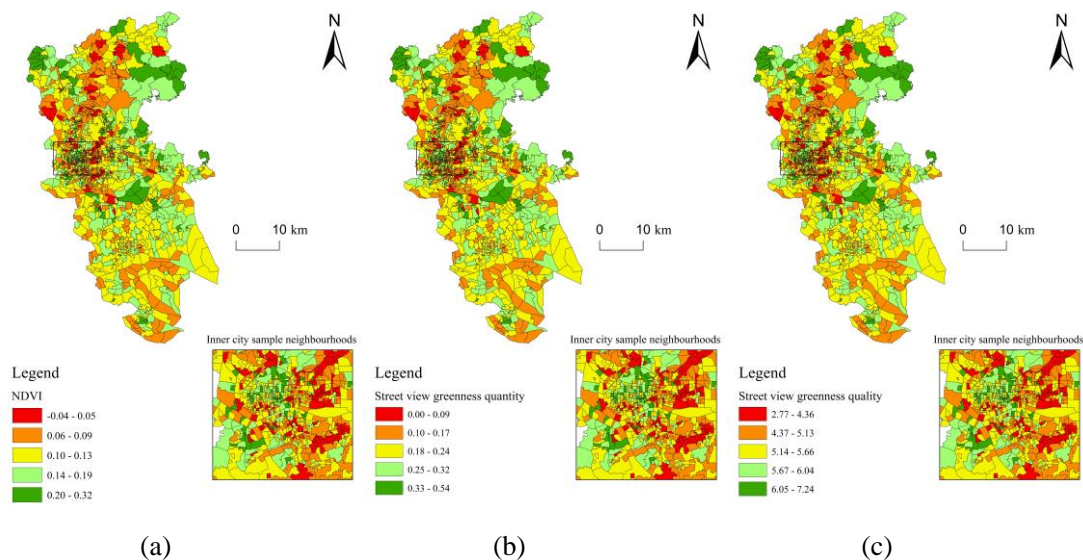 N
0 10 km
Inner city sample neighbourhoods
Legend
NDVI
-0.04 - 0.05
0.06 - 0.09
0.10 - 0.13
0.14 - 0.19
0.20 - 0.32
(a)
N
0 10 km
Inner city sample neighbourhoods
Legend
Street view greenness quantity
0.00 - 0.09
0.10 - 0.17
0.18 - 0.24
0.25 - 0.32
0.33 - 0.54
(b)
N
0 10 km
Inner city sample neighbourhoods
Legend
Street view greenness quality
2.77 - 4.36
4.37 - 5.13
5.14 - 5.66
5.67 - 6.04
6.05 - 7.24
(c)